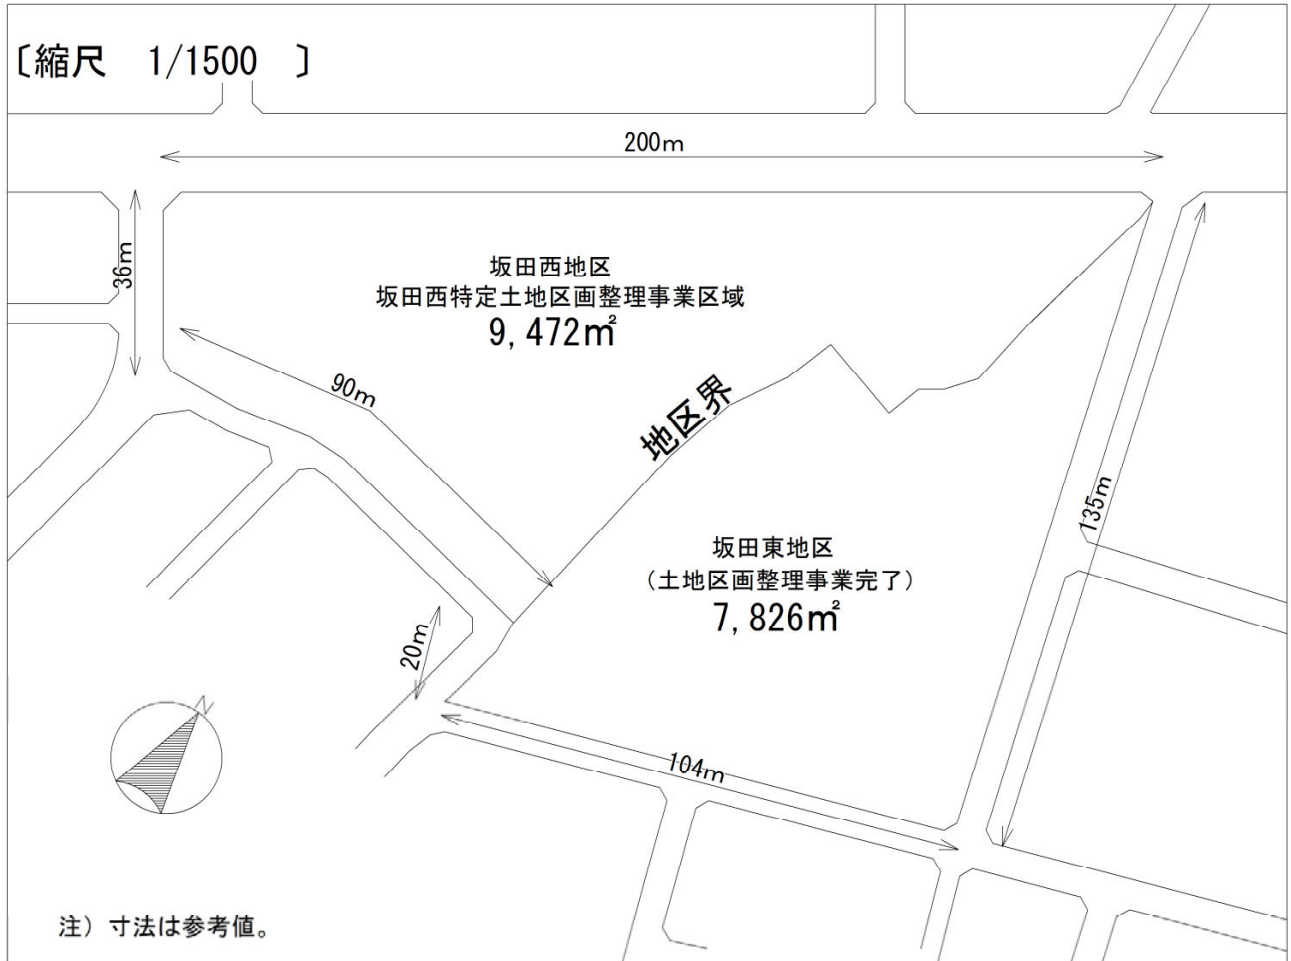 〔縮尺　1/1500　〕
200m
36m
坂田西地区
坂田西特定土地区画整理事業区域
9,472㎡
90m
地区界
135m
坂田東地区
（土地区画整理事業完了）
7,826㎡
20m
N
104m
注）寸法は参考値。